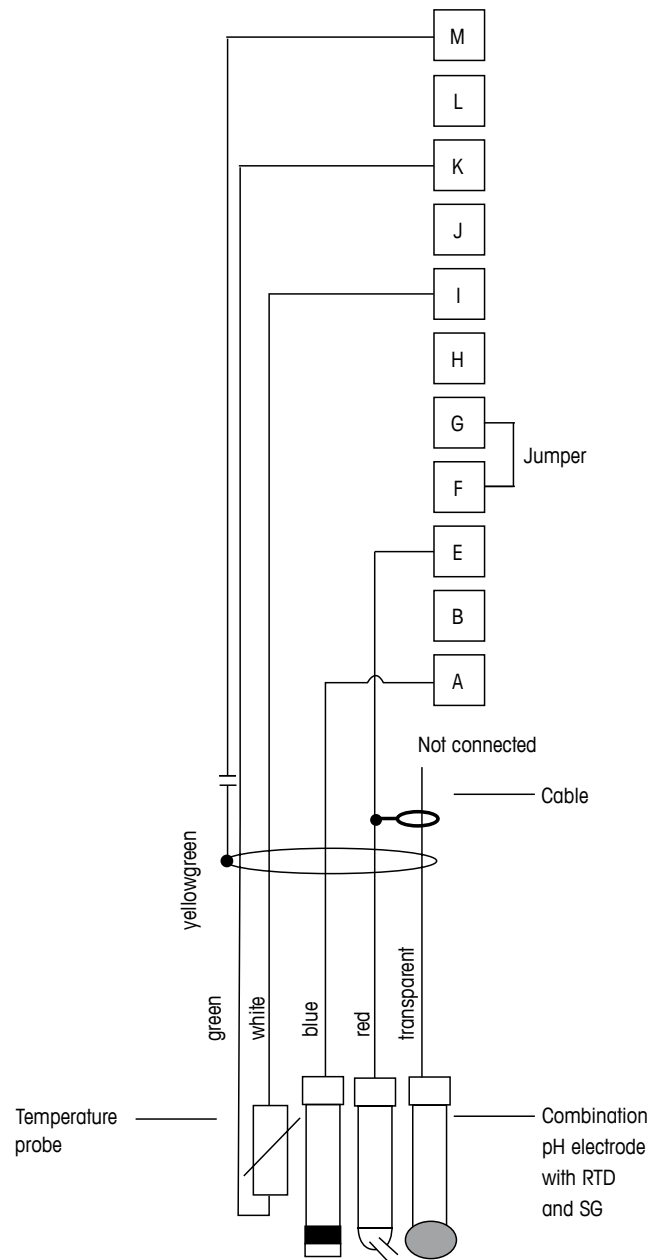 M
L
K
J
I
H
G
Jumper
F
E
B
A
Not connected
Cable
yellowgreen
green
white
blue
red
transparent
Temperature
probe
Combination
pH electrode
with RTD
and SG